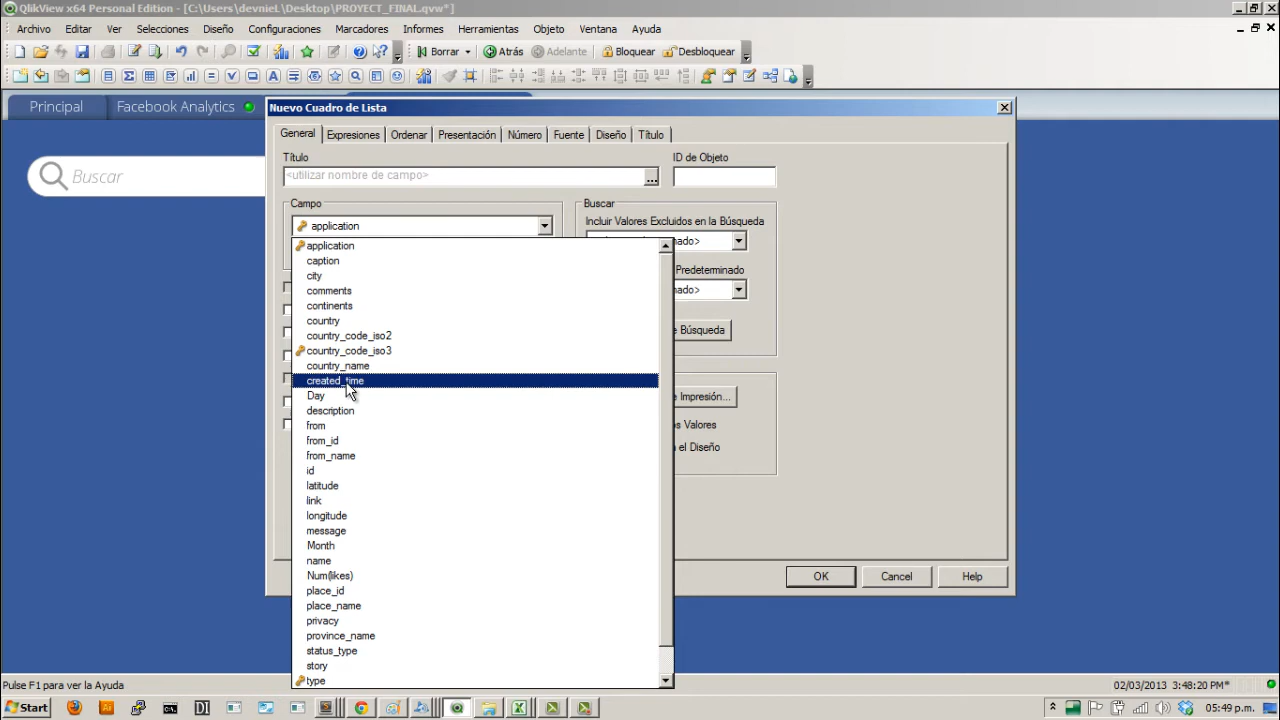 QlikView x64 Personal Edition - [C:\Users\devnieL\Desktop\PROYECT_FINAL.qvw*]
Archivo Editar Ver Selecciones Diseño Configuraciones Marcadores Informes Herramientas Objeto Ventana Ayuda
Borrar Atrás Adelante Bloquear Desbloquear
Principal Facebook Analytics
Nuevo Cuadro de Lista
General Expresiones Ordenar Presentación Número Fuente Diseño Título
Título ID de Objeto
<utilizar nombre de campo> ...
Buscar
Campo Buscar
application Incluir Valores Excluidos en la Búsqueda
nado>
Predeterminado
nado>
e Búsqueda
e Impresión...
os Valores
n el Diseño
application
caption
city
comments
continents
country
country_code_iso2
country_code_iso3
country_name
created_time
Day
description
from
from_id
from_name
id
latitude
link
longitude
message
Month
name
Num(likes)
place_id
place_name
privacy
province_name
status_type
story
type
OK Cancel Help
Pulse F1 para ver la Ayuda 02/03/2013 3:48:20 PM*
Start Ai DI 05:49 p.m.